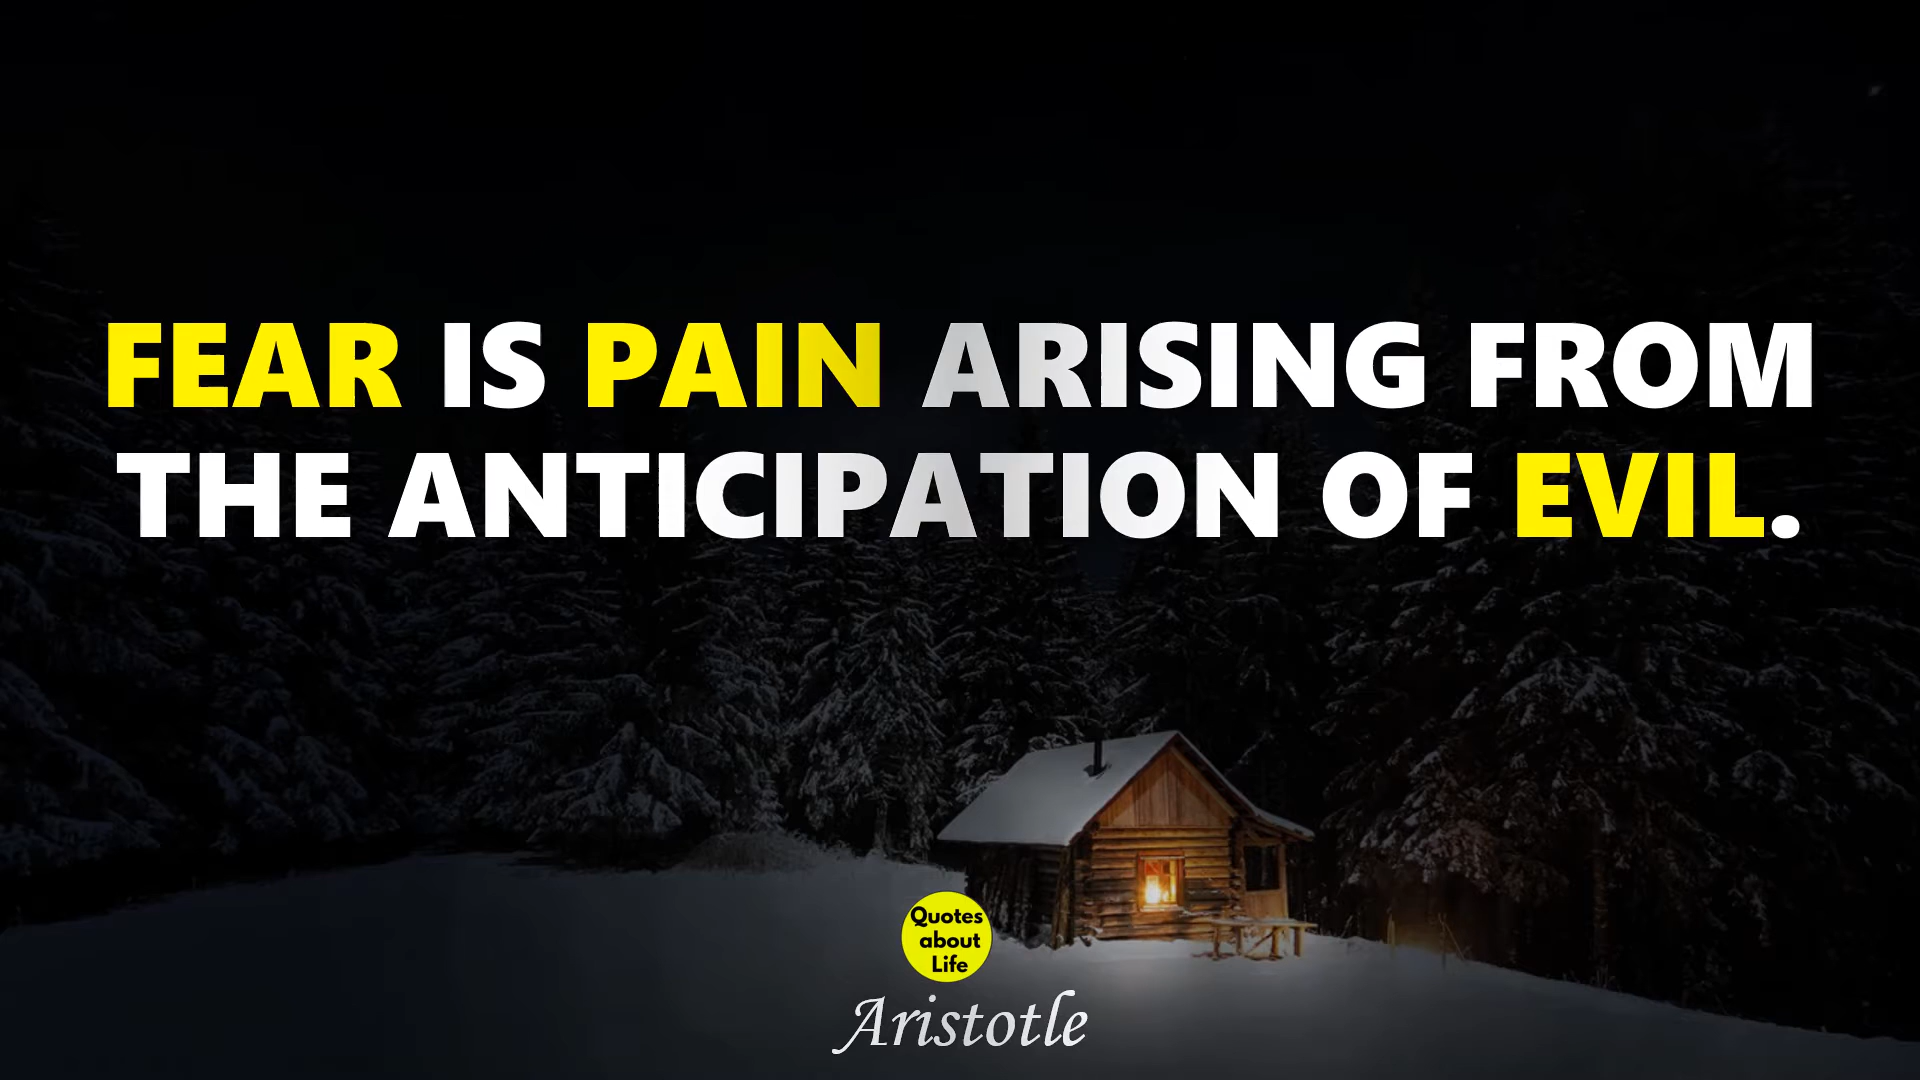 FEAR IS PAIN ARISING FROM
THE ANTICIPATION OF EVIL.
Quotes
about
Life
Aristotle